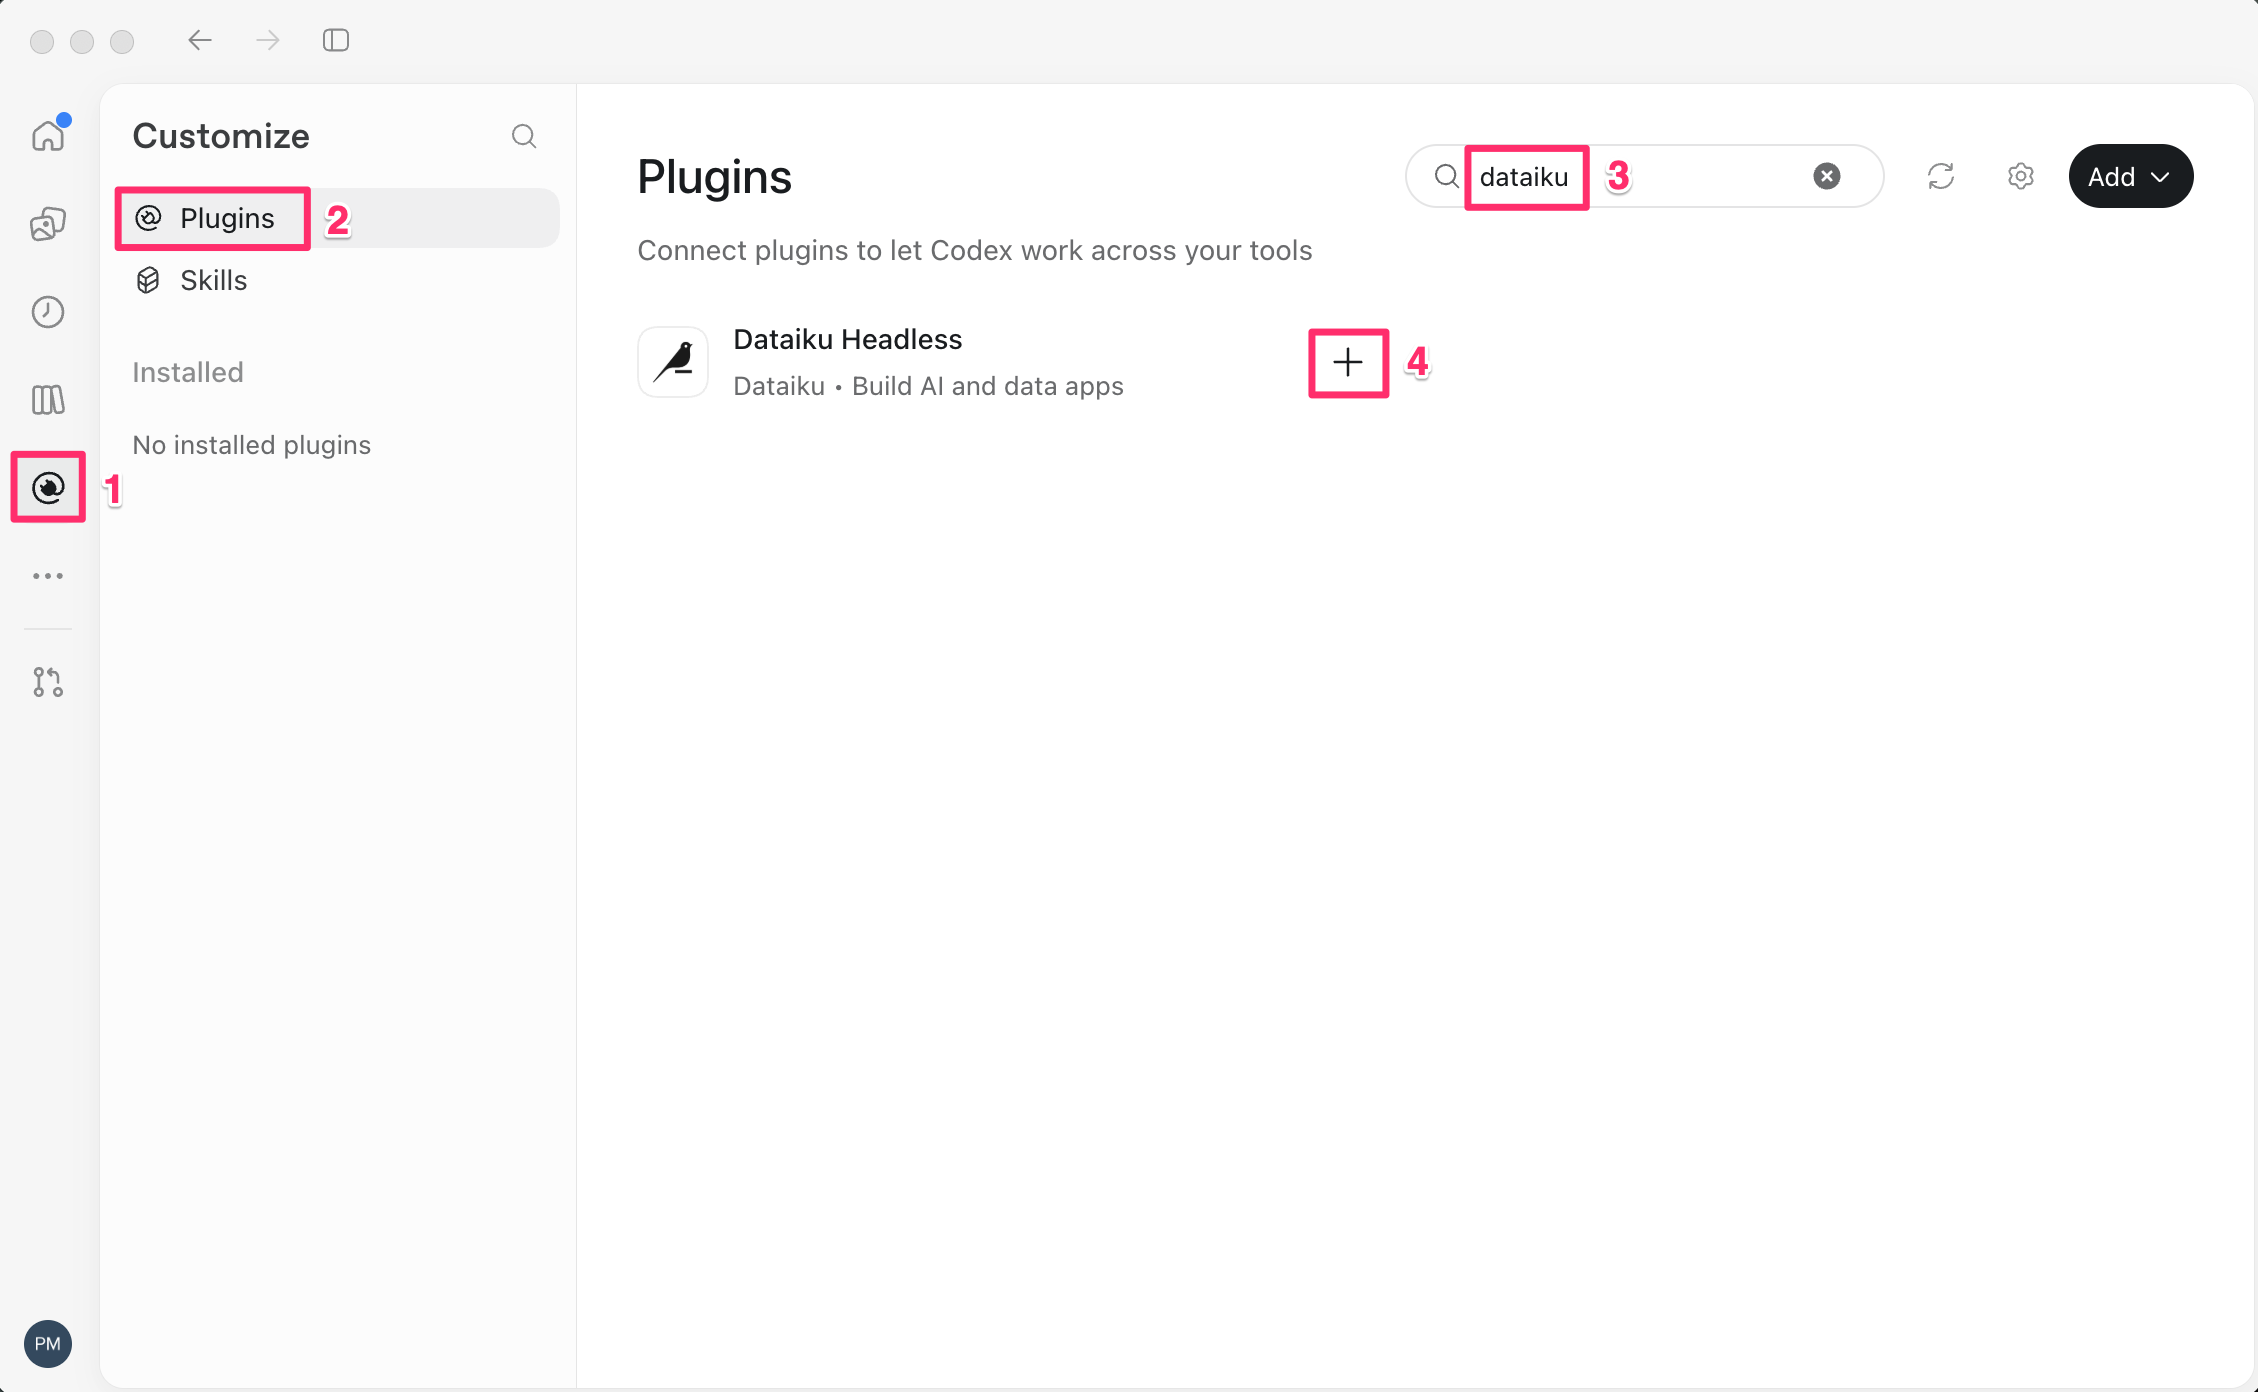 Customize
Plugins
2
Skills
Installed
No installed plugins
1
PM
Plugins
dataiku
3
Add
Connect plugins to let Codex work across your tools
Dataiku Headless
Dataiku • Build AI and data apps
4